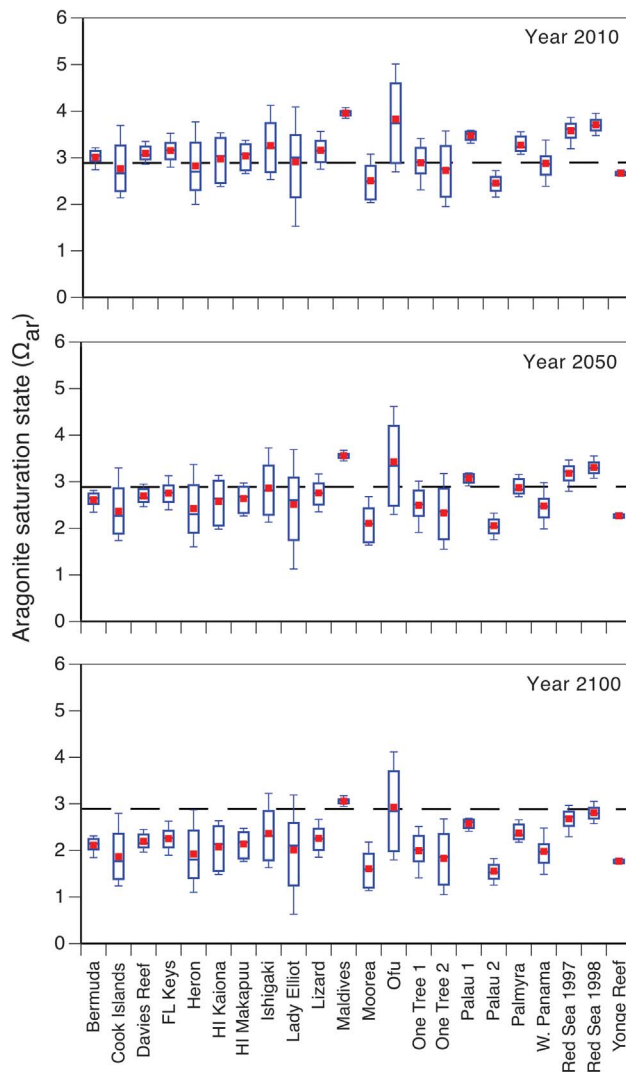 6
5
4
3
2
1
0
Year 2010
Aragonite saturation state (Ωar)
6
5
4
3
2
1
0
Year 2050
6
5
4
3
2
1
0
Year 2100
Bermuda
Cook Islands
Davies Reef
FL Keys
Heron
HI Kaiona
HI Makapuu
Ishigaki
Lady Elliot
Lizard
Maldives
Moorea
Ofu
One Tree 1
One Tree 2
Palau 1
Palau 2
Palmyra
W. Panama
Red Sea 1997
Red Sea 1998
Yonge Reef